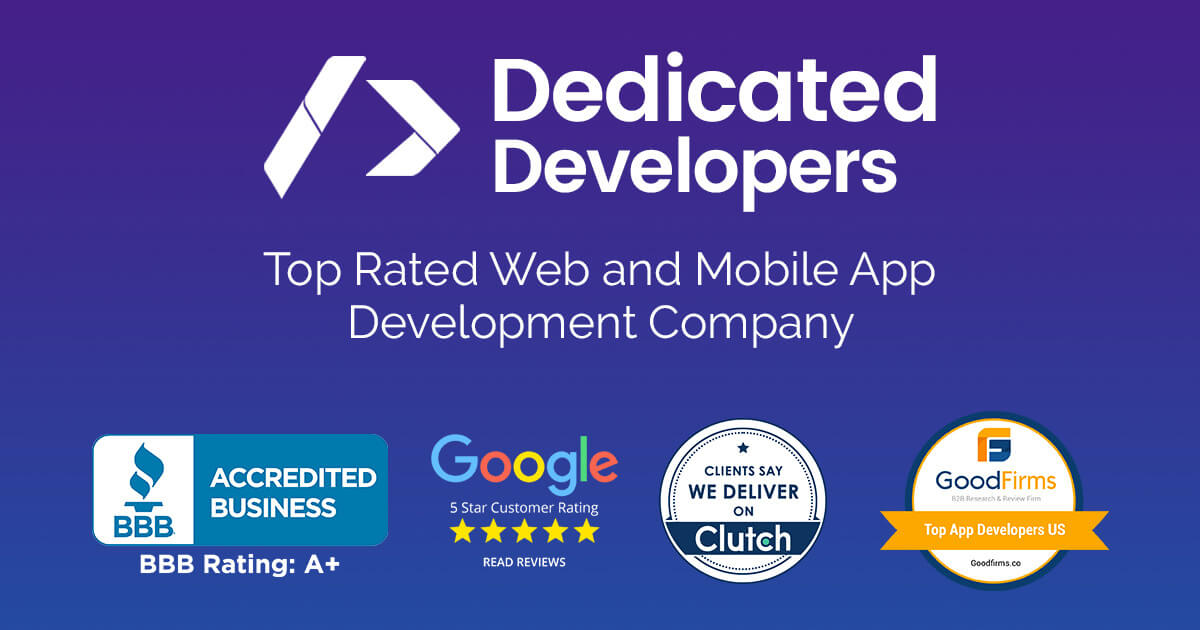 Dedicated
Developers
Top Rated Web and Mobile App
Development Company
BBB
ACCREDITED
BUSINESS
BBB Rating: A+
Google
5 Star Customer Rating
READ REVIEWS
CLIENTS SAY
WE DELIVER
ON
Clutch
GoodFirms
B2B Research & Review Firm
Top App Developers US
Goodfirms.co